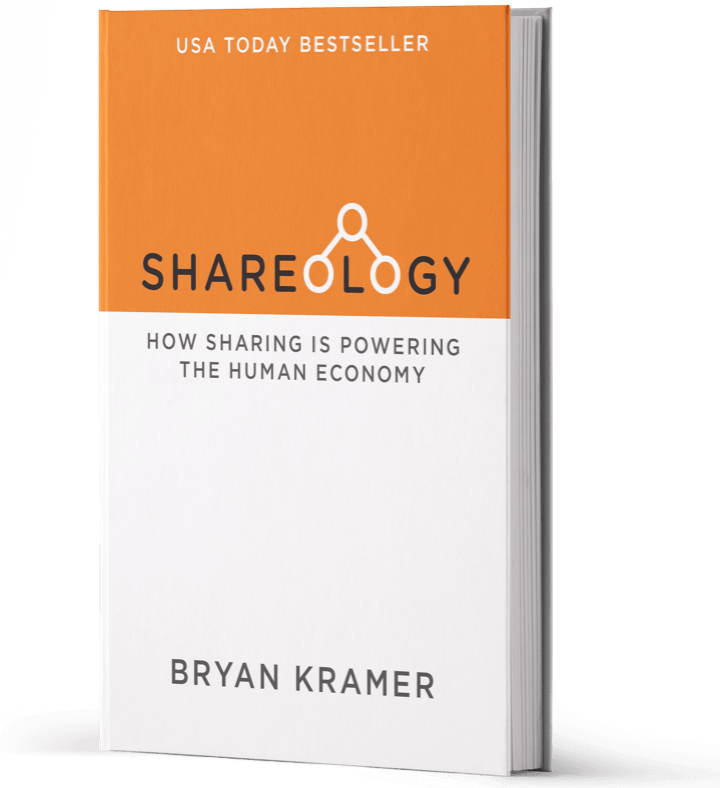 USA TODAY BESTSELLER
SHAREOLOGY
HOW SHARING IS POWERING
THE HUMAN ECONOMY
BRYAN KRAMER